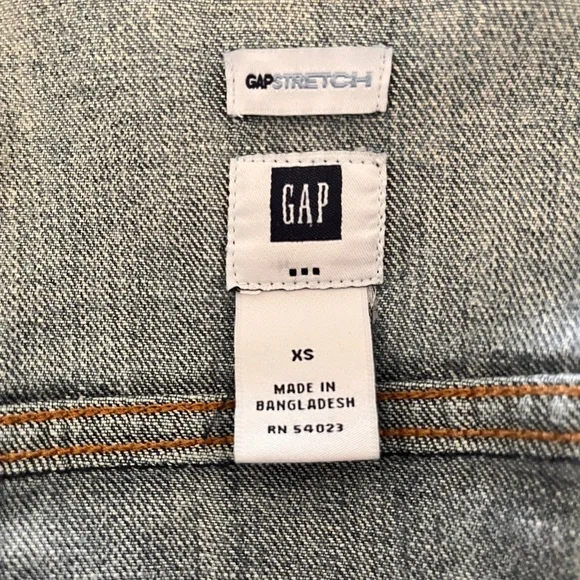 GAPSTRETCH
GAP
XS
MADE IN
BANGLADESH
RN 54023